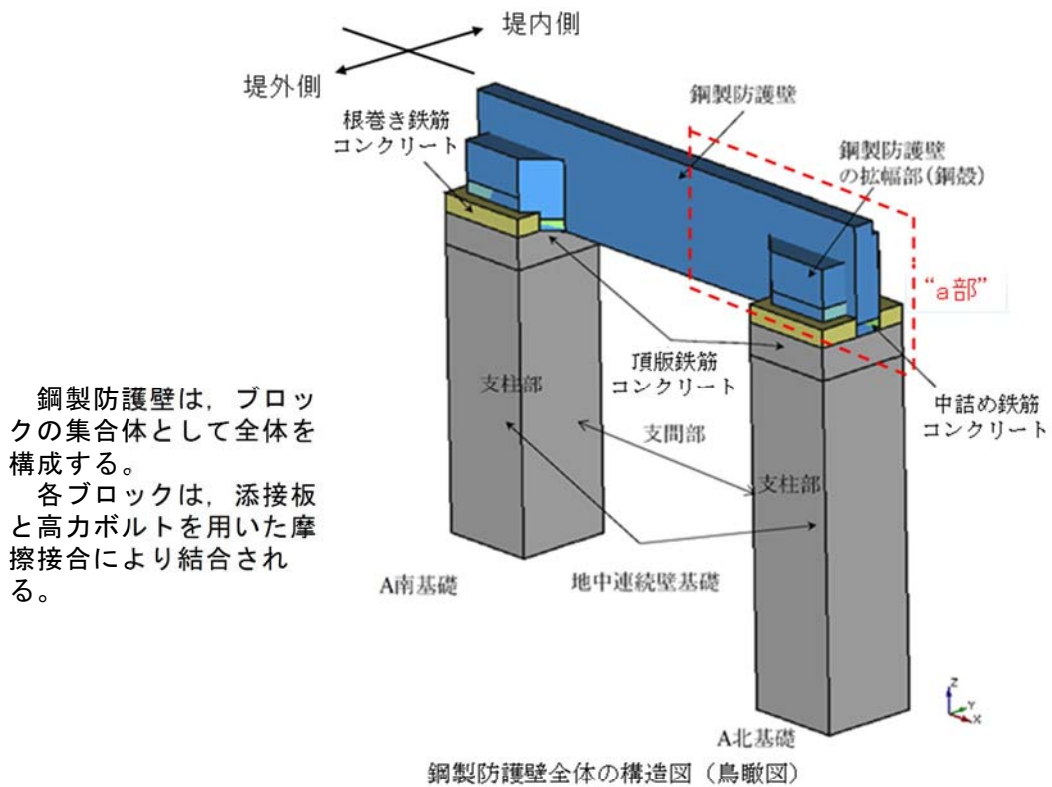 堤内側
堤外側
鋼製防護壁
根巻き鉄筋
コンクリート
鋼製防護壁
の拡幅部(鋼殻)
“a部”
頂版鉄筋
コンクリート
中詰め鉄筋
コンクリート
支柱部
支間部
支柱部
鋼製防護壁は，ブロッ
クの集合体として全体を
構成する。
各ブロックは，添接板
と高力ボルトを用いた摩
擦接合により結合され
る。
A南基礎
地中連続壁基礎
A北基礎
Z
Y
X
鋼製防護壁全体の構造図（鳥瞰図）